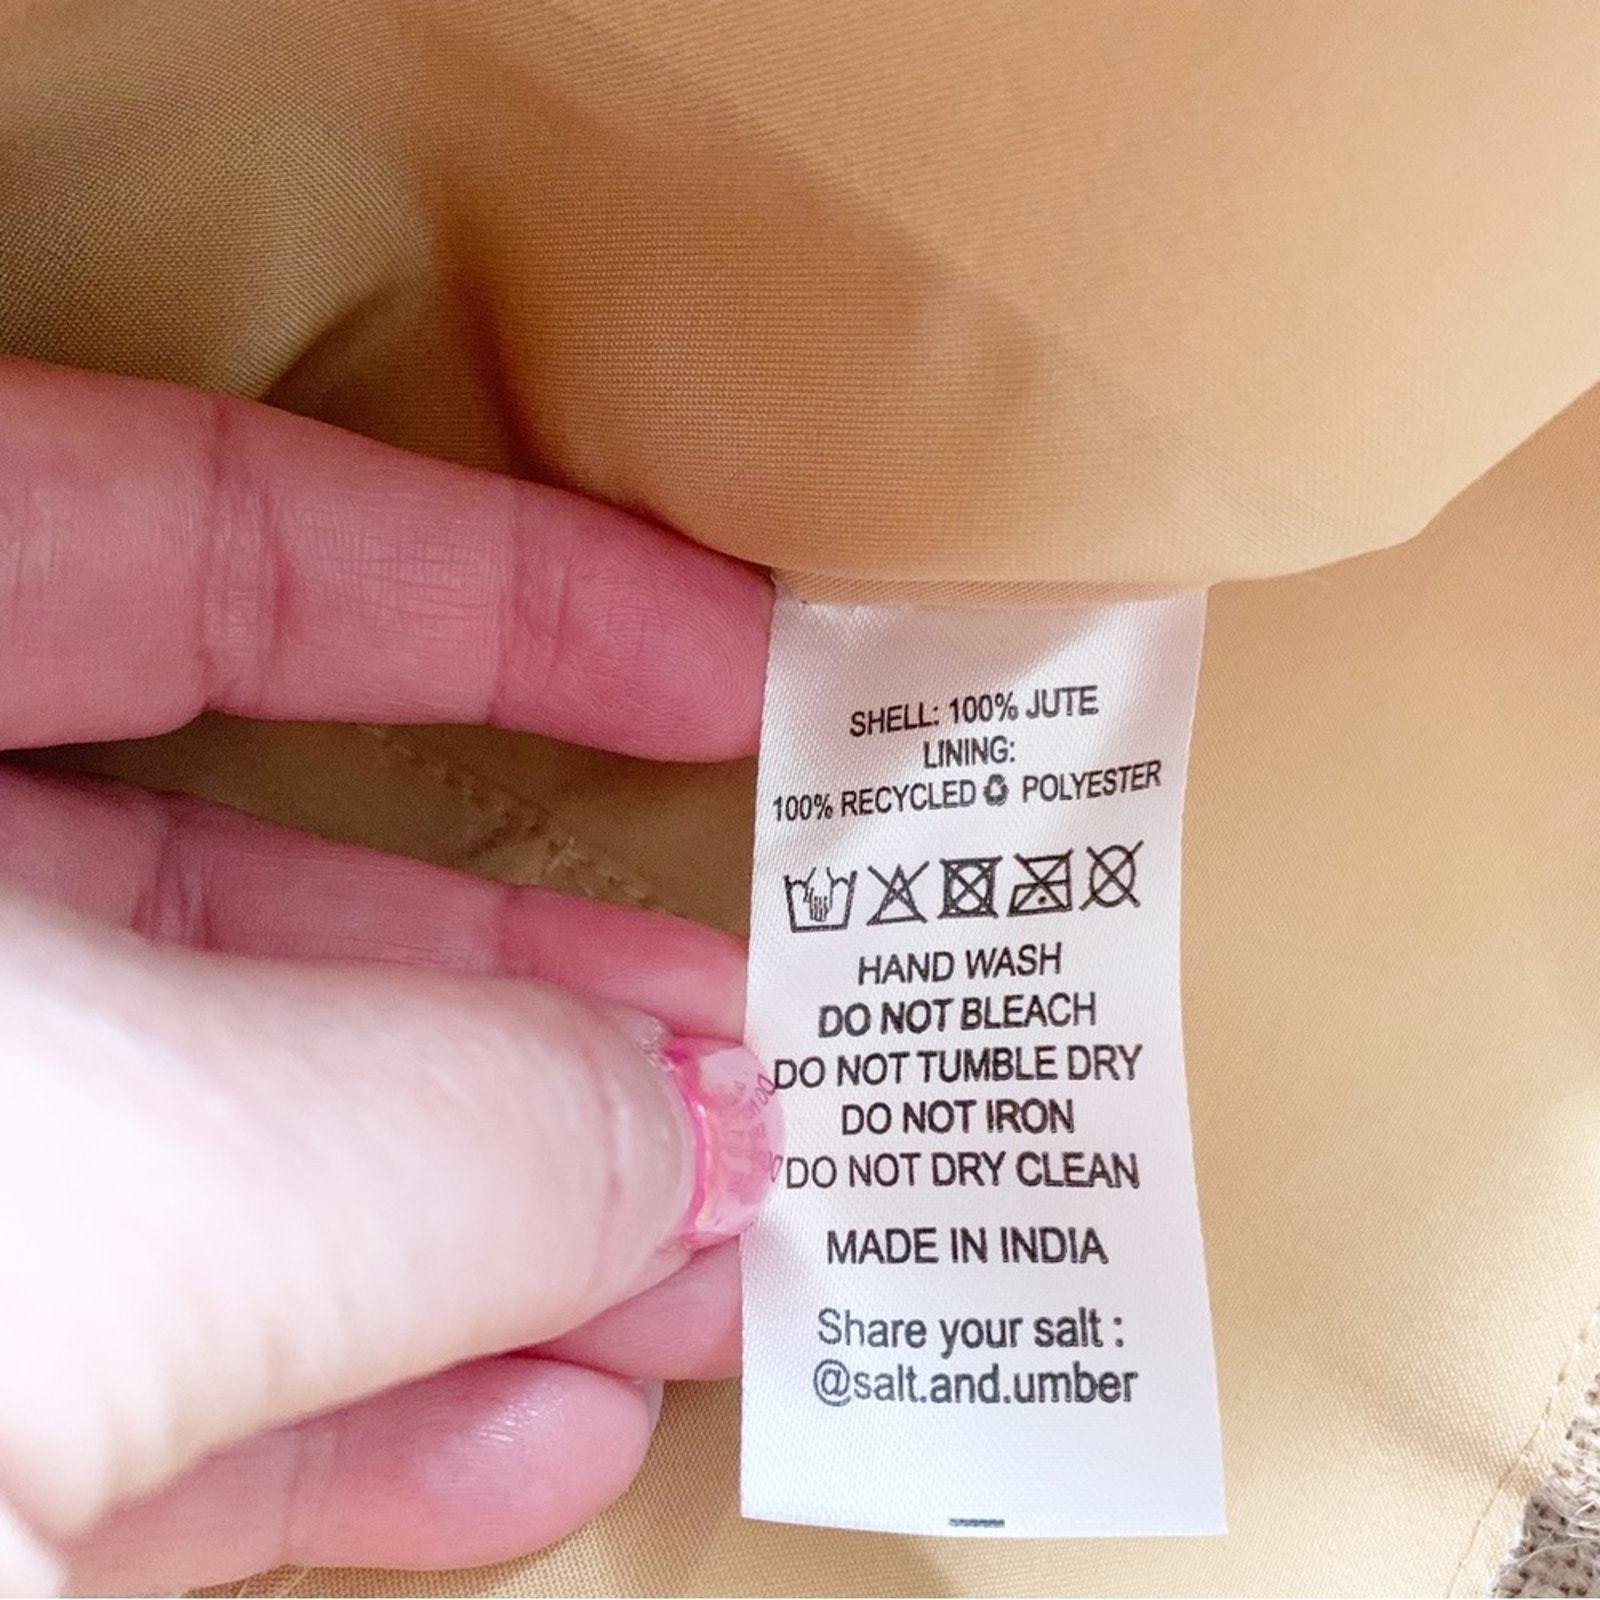 SHELL: 100% JUTE
LINING:
100% RECYCLED ♻ POLYESTER
HAND WASH
DO NOT BLEACH
DO NOT TUMBLE DRY
DO NOT IRON
DO NOT DRY CLEAN
MADE IN INDIA
Share your salt :
@salt.and.umber